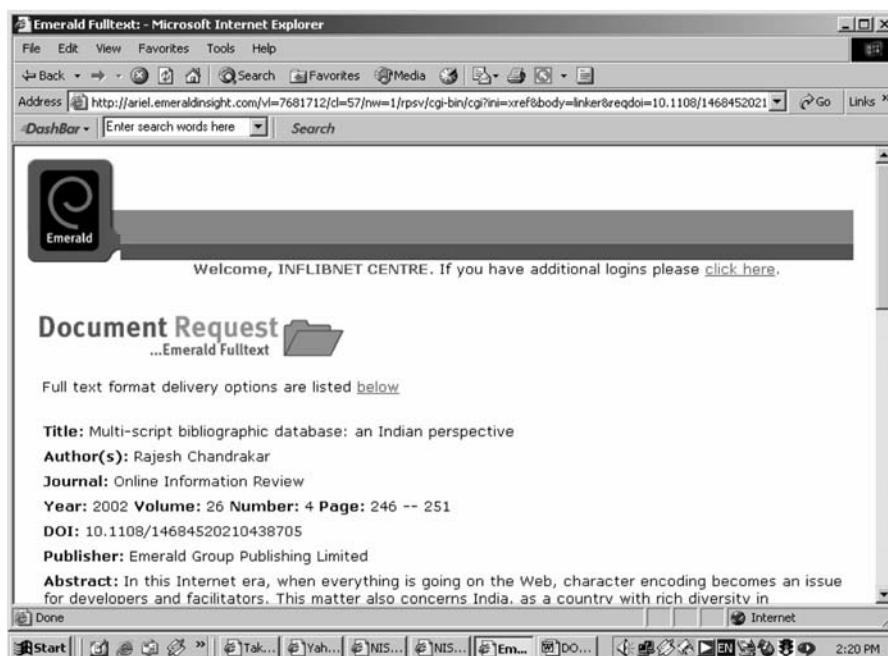 Emerald Fulltext: - Microsoft Internet Explorer
File Edit View Favorites Tools Help
Back Search Favorites Media
Address http://ariel.emeraldinsight.com/vl=7681712/cl=57/nw=1/rpsv/cgi-bin/cgi?ini=xref&body=linker&reqdoi=10.1108/1468452021 Go Links »
DashBar Enter search words here Search
Emerald
Welcome, INFLIBNET CENTRE. If you have additional logins please click here.
Document Request
...Emerald Fulltext
Full text format delivery options are listed below
Title: Multi-script bibliographic database: an Indian perspective
Author(s): Rajesh Chandrakar
Journal: Online Information Review
Year: 2002 Volume: 26 Number: 4 Page: 246 -- 251
DOI: 10.1108/14684520210438705
Publisher: Emerald Group Publishing Limited
Abstract: In this Internet era, when everything is going on the Web, character encoding becomes an issue
for developers and facilitators. This matter also concerns India, as a country with rich diversity in
Done Internet
Start » Tak... Yah... NIS... NIS... Em... DO... EN 2:20 PM